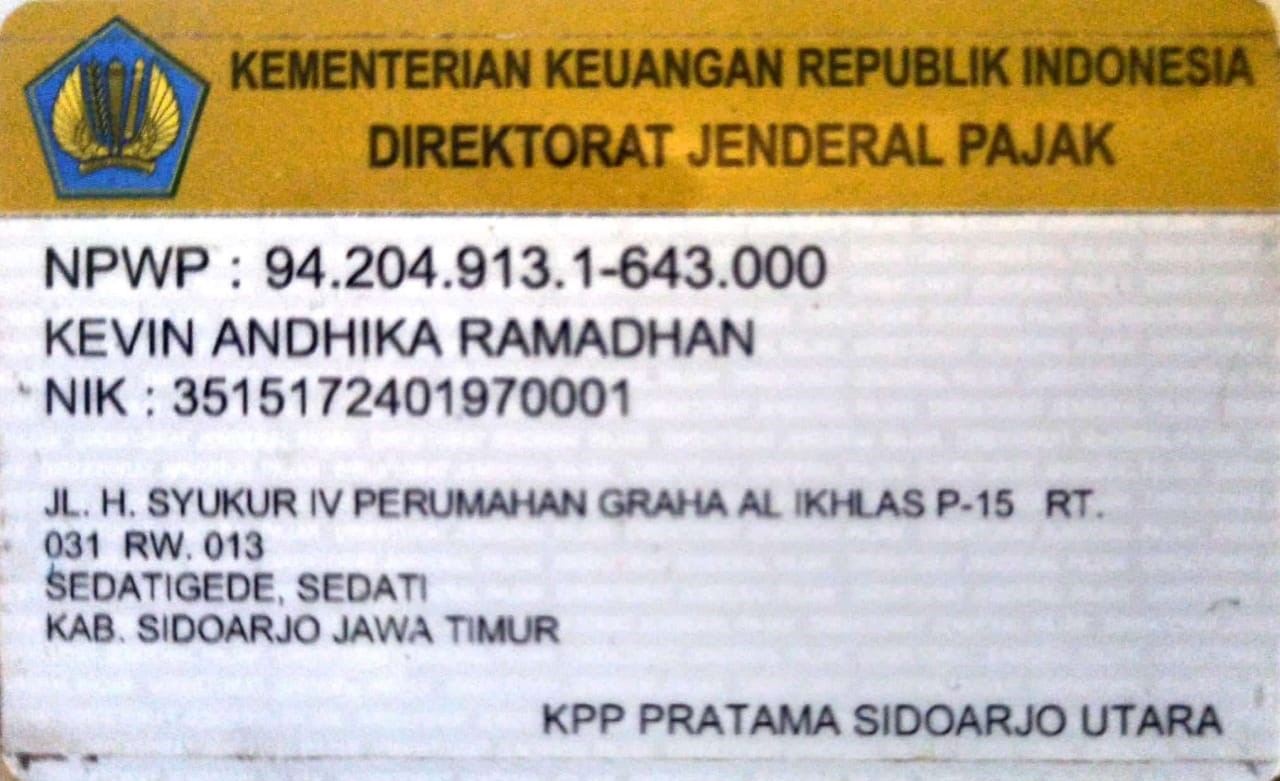 KEMENTERIAN KEUANGAN REPUBLIK INDONESIA
DIREKTORAT JENDERAL PAJAK
NPWP : 94.204.913.1-643.000
KEVIN ANDHIKA RAMADHAN
NIK : 3515172401970001
JL. H. SYUKUR IV PERUMAHAN GRAHA AL IKHLAS P-15 RT.
031 RW. 013
SEDATIGEDE, SEDATI
KAB. SIDOARJO JAWA TIMUR
KPP PRATAMA SIDOARJO UTARA